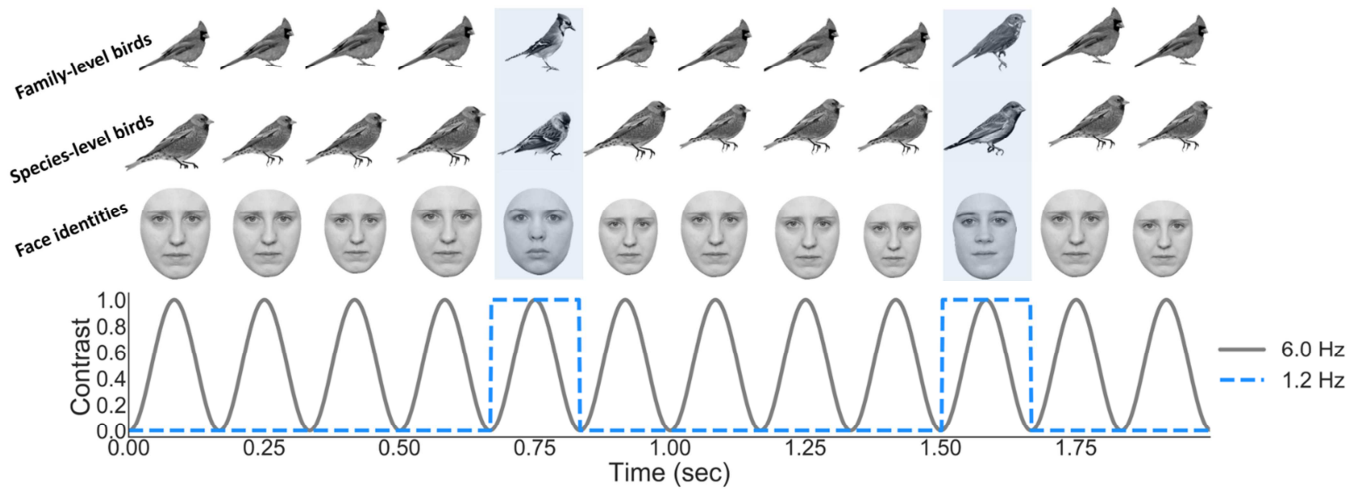 Family-level birds
Species-level birds
Face identities
1.0
0.8
0.6
0.4
0.2
0.0
Contrast
0.00 0.25 0.50 0.75 1.00 1.25 1.50 1.75
Time (sec)
6.0 Hz
1.2 Hz